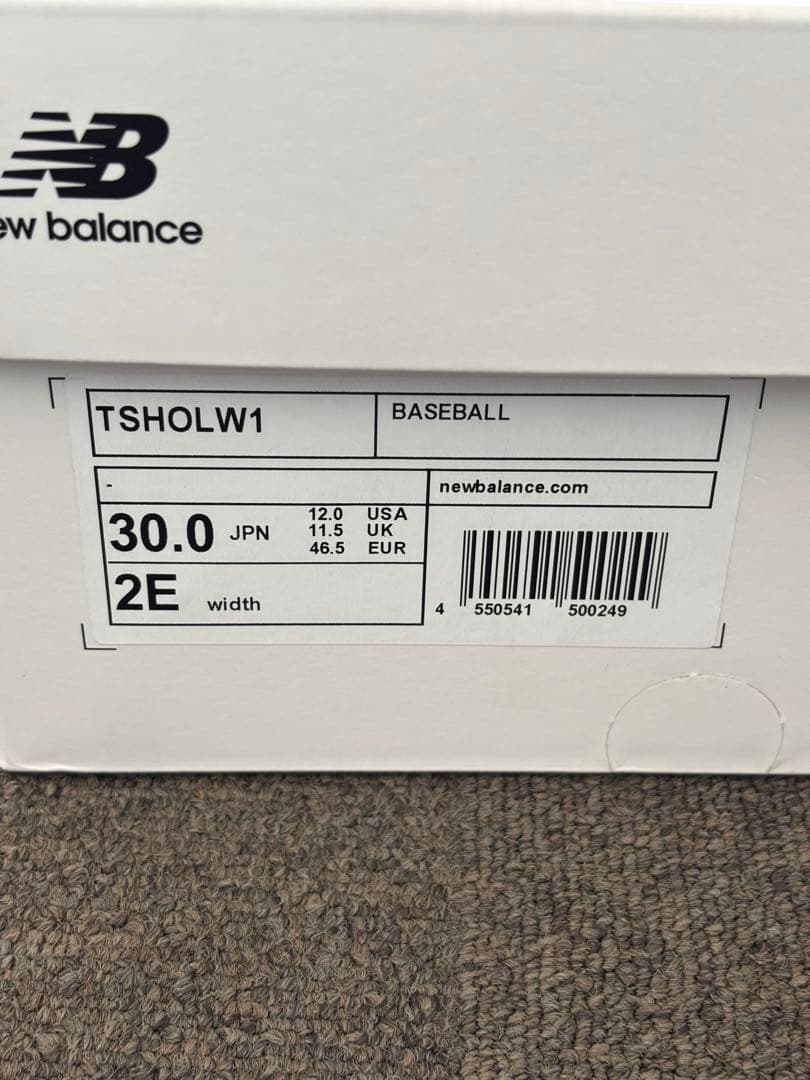 NB
ew balance
TSHOLW1
BASEBALL
-
newbalance.com
30.0 JPN
12.0 USA
11.5 UK
46.5 EUR
2E width
4 550541 500249